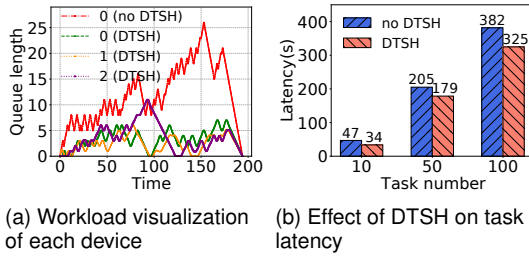 0 (no DTSH)
0 (DTSH)
1 (DTSH)
2 (DTSH)
25
20
15
10
5
0
Queue length
0 50 100 150 200
Time
no DTSH
DTSH
400
300
200
100
0
Latency(s)
47 34
205 179
382 325
10 50 100
Task number
(a) Workload visualization
of each device
(b) Effect of DTSH on task
latency